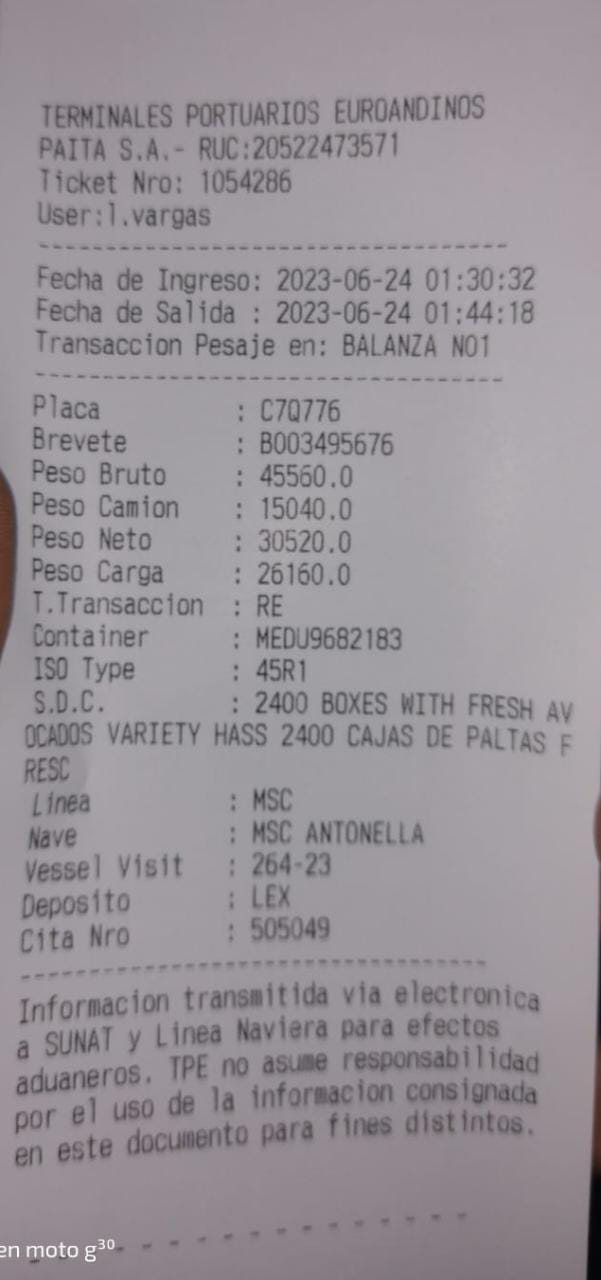 TERMINALES PORTUARIOS EUROANDINOS
PAITA S.A.- RUC:20522473571
Ticket Nro: 1054286
User:l.vargas
Fecha de Ingreso: 2023-06-24 01:30:32
Fecha de Salida : 2023-06-24 01:44:18
Transaccion Pesaje en: BALANZA NO1
Placa : C7Q776
Brevete : B003495676
Peso Bruto : 45560.0
Peso Camion : 15040.0
Peso Neto : 30520.0
Peso Carga : 26160.0
T.Transaccion : RE
Container : MEDU9682183
ISO Type : 45R1
S.D.C. : 2400 BOXES WITH FRESH AV
OCADOS VARIETY HASS 2400 CAJAS DE PALTAS F
RESC
Linea : MSC
Nave : MSC ANTONELLA
Vessel Visit : 264-23
Deposito : LEX
Cita Nro : 505049
Informacion transmitida via electronica
a SUNAT y Linea Naviera para efectos
aduaneros. TPE no asume responsabilidad
por el uso de la informacion consignada
en este documento para fines distintos.
en moto g³⁰